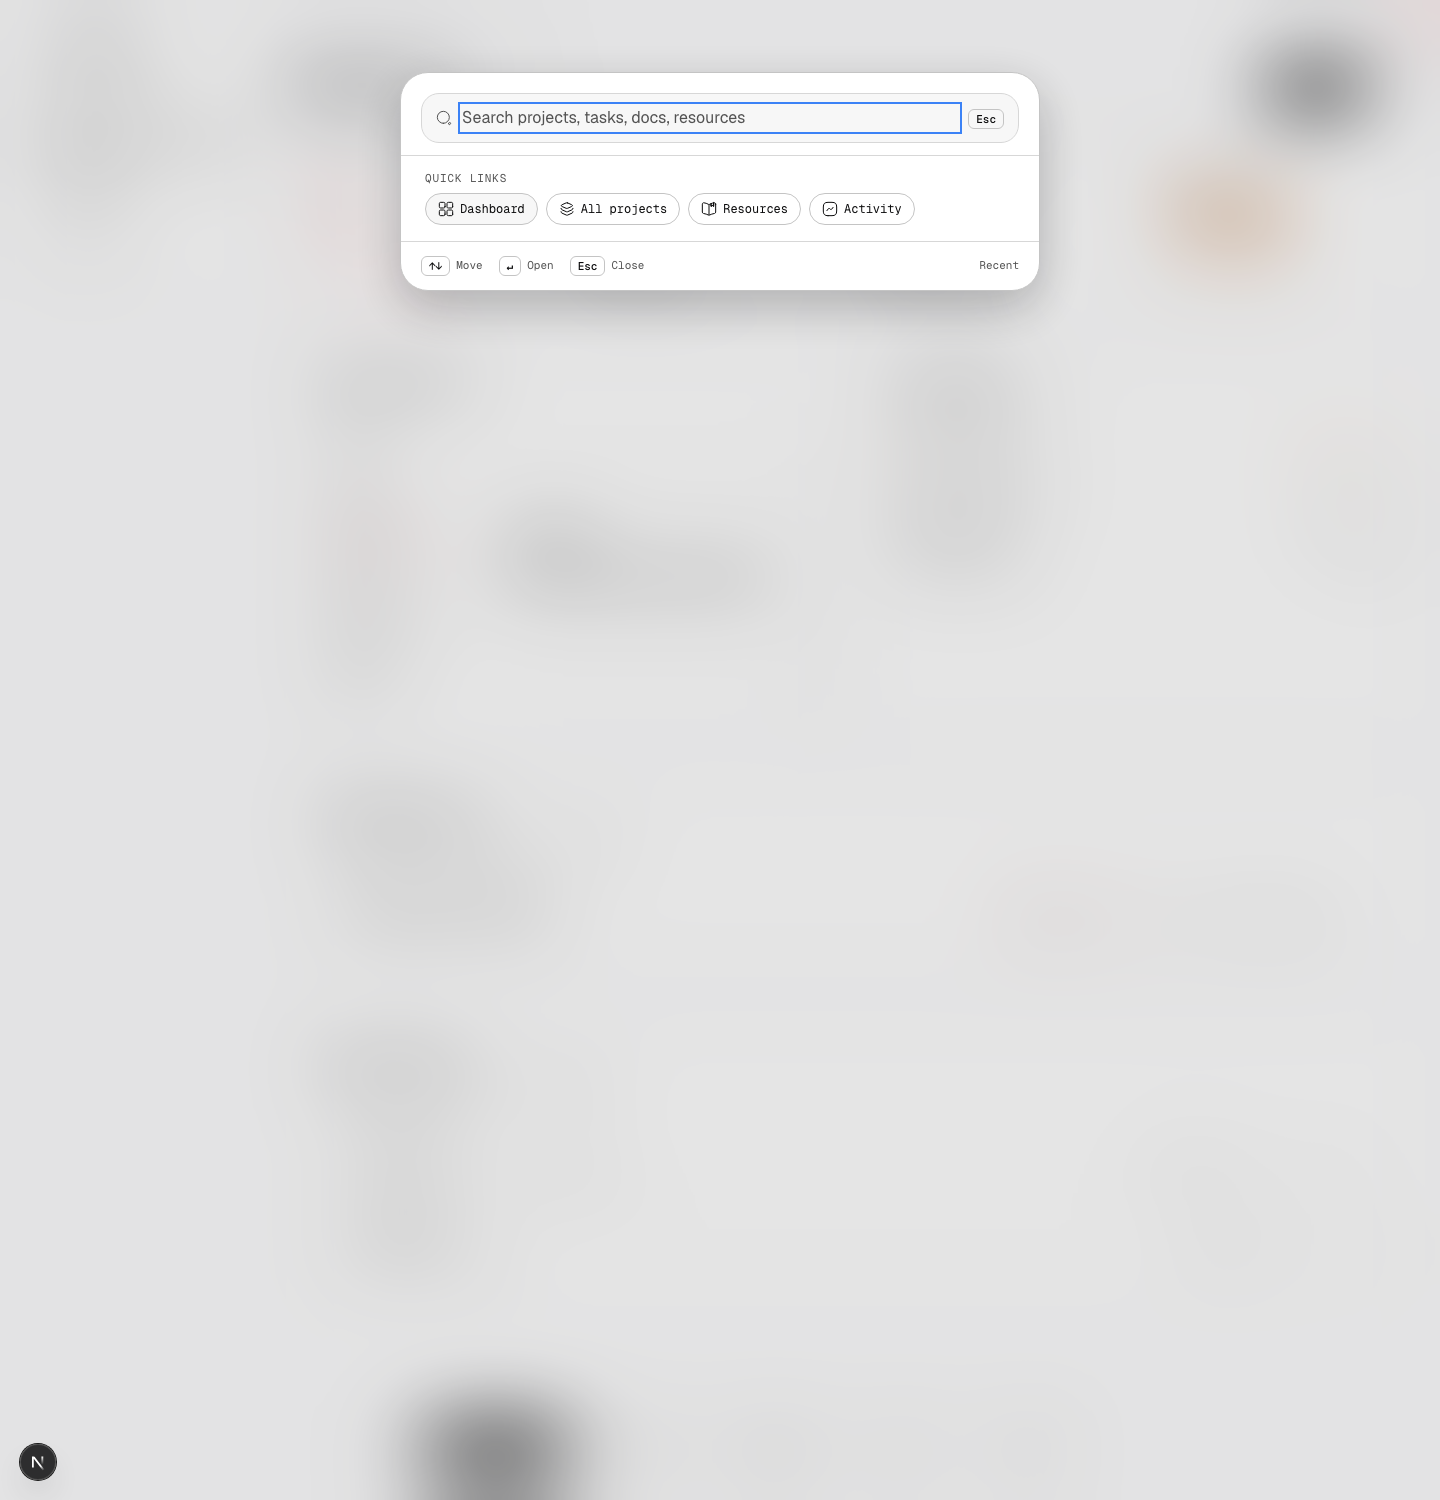 Search projects, tasks, docs, resources Esc
QUICK LINKS
Dashboard All projects Resources Activity
↑↓ Move ↵ Open Esc Close Recent
N